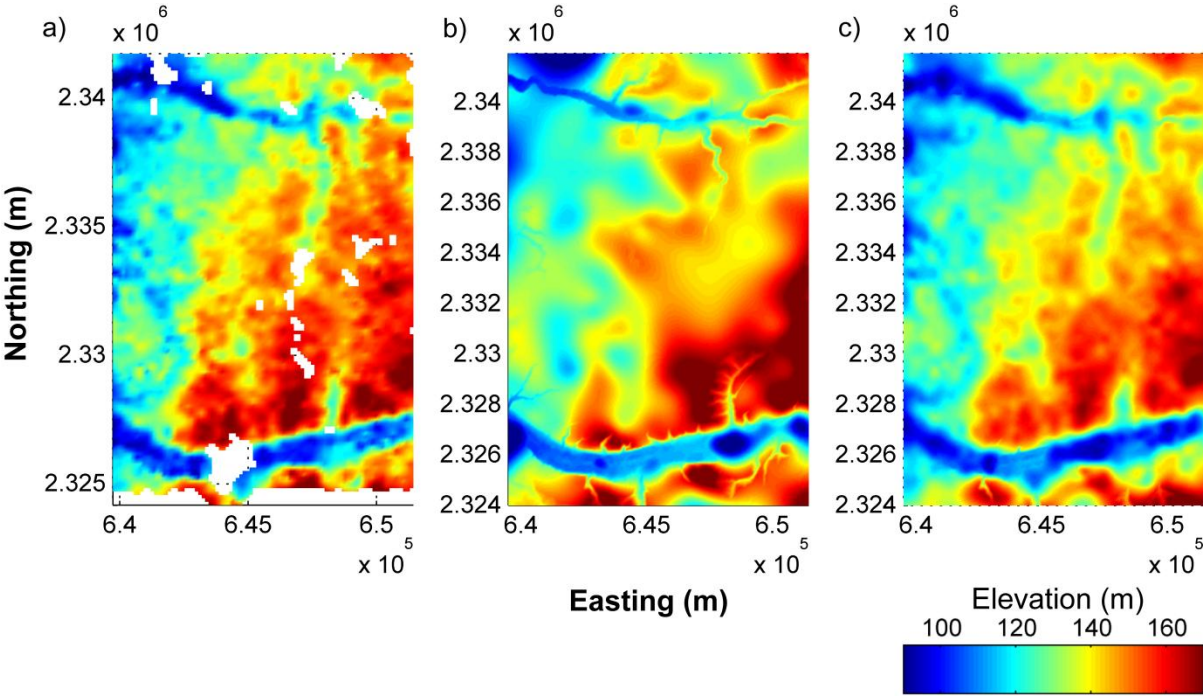 a)
x 10 6
2.34
2.335
2.33
2.325
6.4
6.45
6.5
x 10 5
Northing (m)
b)
x 10 6
2.34
2.338
2.336
2.334
2.332
2.33
2.328
2.326
2.324
6.4
6.45
6.5
x 10 5
Easting (m)
c)
x 10 6
2.34
2.338
2.336
2.334
2.332
2.33
2.328
2.326
2.324
6.4
6.45
6.5
x 10 5
Elevation (m)
100 120 140 160